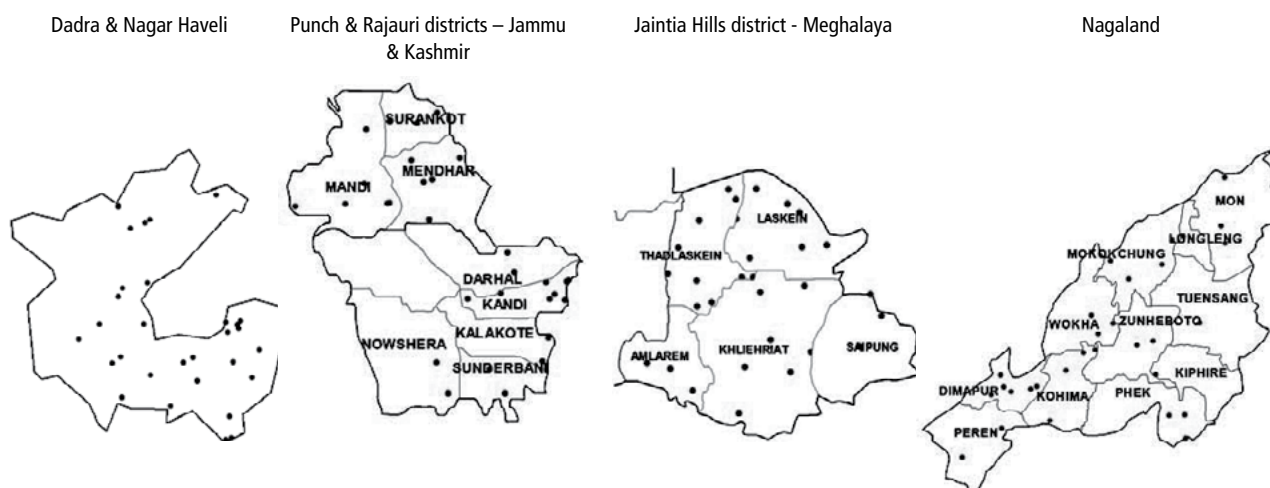 Dadra & Nagar Haveli
Punch & Rajauri districts – Jammu
& Kashmir
Jaintia Hills district - Meghalaya
Nagaland
SURANKOT
MENDHAR
MANDI
DARHAL
KANDI
KALAKOTE
NOWSHERA
SUNDERBANI
LASKEIN
THADLASKEIN
AMLAREM
KHLIEHRIAT
SAIPUNG
MON
LONGLENG
MOKOKCHUNG
TUENSANG
WOKHA
ZUNHEBOTO
KIPHIRE
DIMAPUR
KOHIMA
PHEK
PEREN